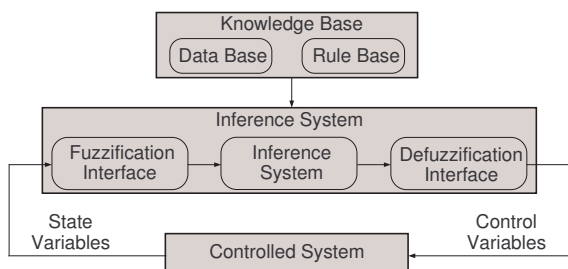 Knowledge Base
Data Base
Rule Base
Inference System
Fuzzification
Interface
Inference
System
Defuzzification
Interface
State
Variables
Controlled System
Control
Variables